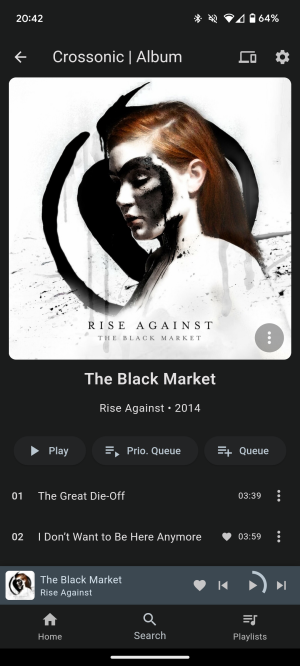 20:42
64%
Crossonic | Album
RISE AGAINST
THE BLACK MARKET
The Black Market
Rise Against • 2014
Play
Prio. Queue
Queue
01 The Great Die-Off 03:39
02 I Don't Want to Be Here Anymore 03:59
The Black Market
Rise Against
Home
Search
Playlists